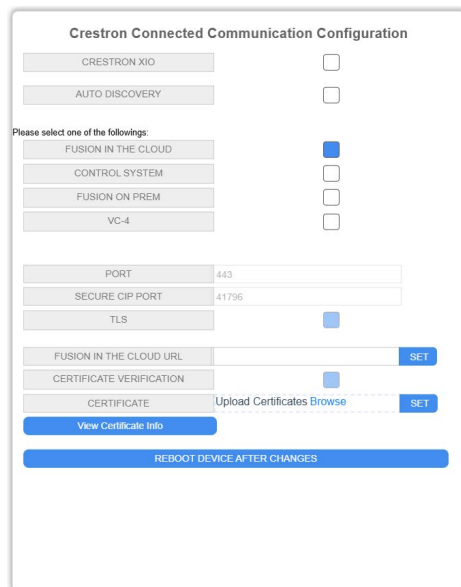 Crestron Connected Communication Configuration
CRESTRON XIO
AUTO DISCOVERY
Please select one of the followings:
FUSION IN THE CLOUD
CONTROL SYSTEM
FUSION ON PREM
VC-4
PORT 443
SECURE CIP PORT 41796
TLS
FUSION IN THE CLOUD URL SET
CERTIFICATE VERIFICATION
CERTIFICATE Upload Certificates Browse SET
View Certificate Info
REBOOT DEVICE AFTER CHANGES